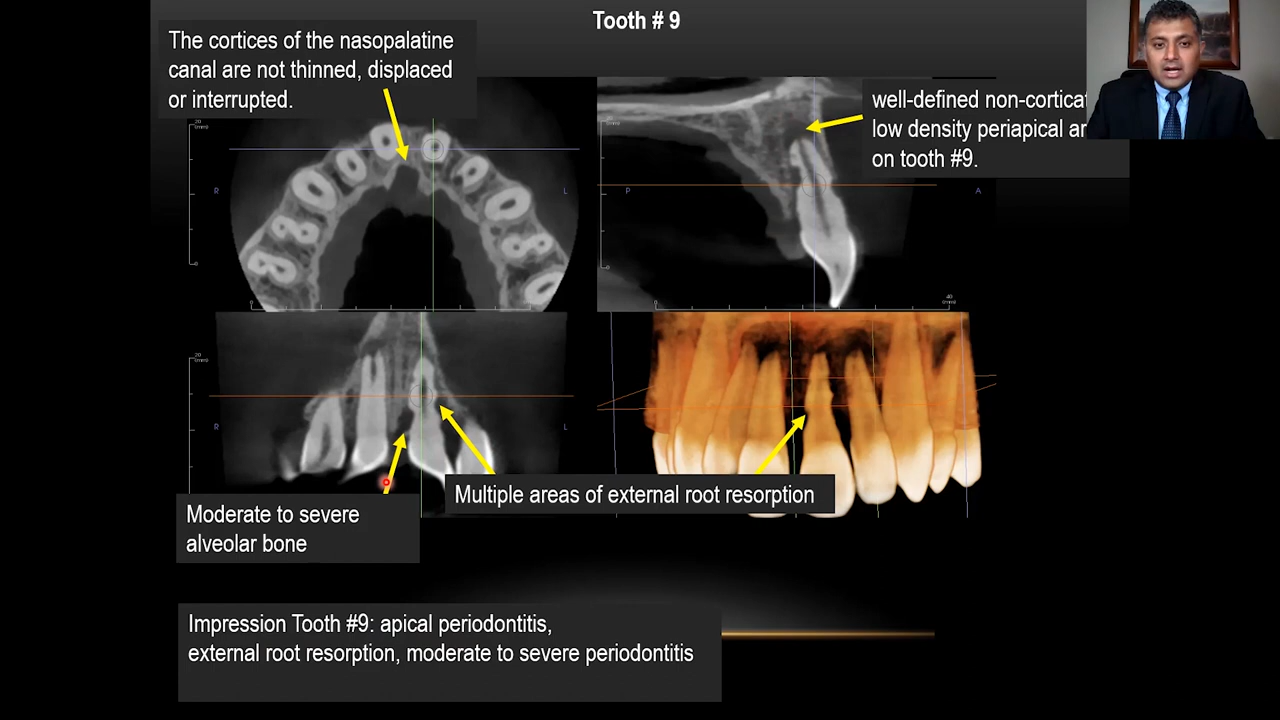 Tooth # 9
The cortices of the nasopalatine
canal are not thinned, displaced
or interrupted.
well-defined non-corticat
low density periapical ar
on tooth #9.
R
L
P
A
R
L
Multiple areas of external root resorption
Moderate to severe
alveolar bone
Impression Tooth #9: apical periodontitis,
external root resorption, moderate to severe periodontitis